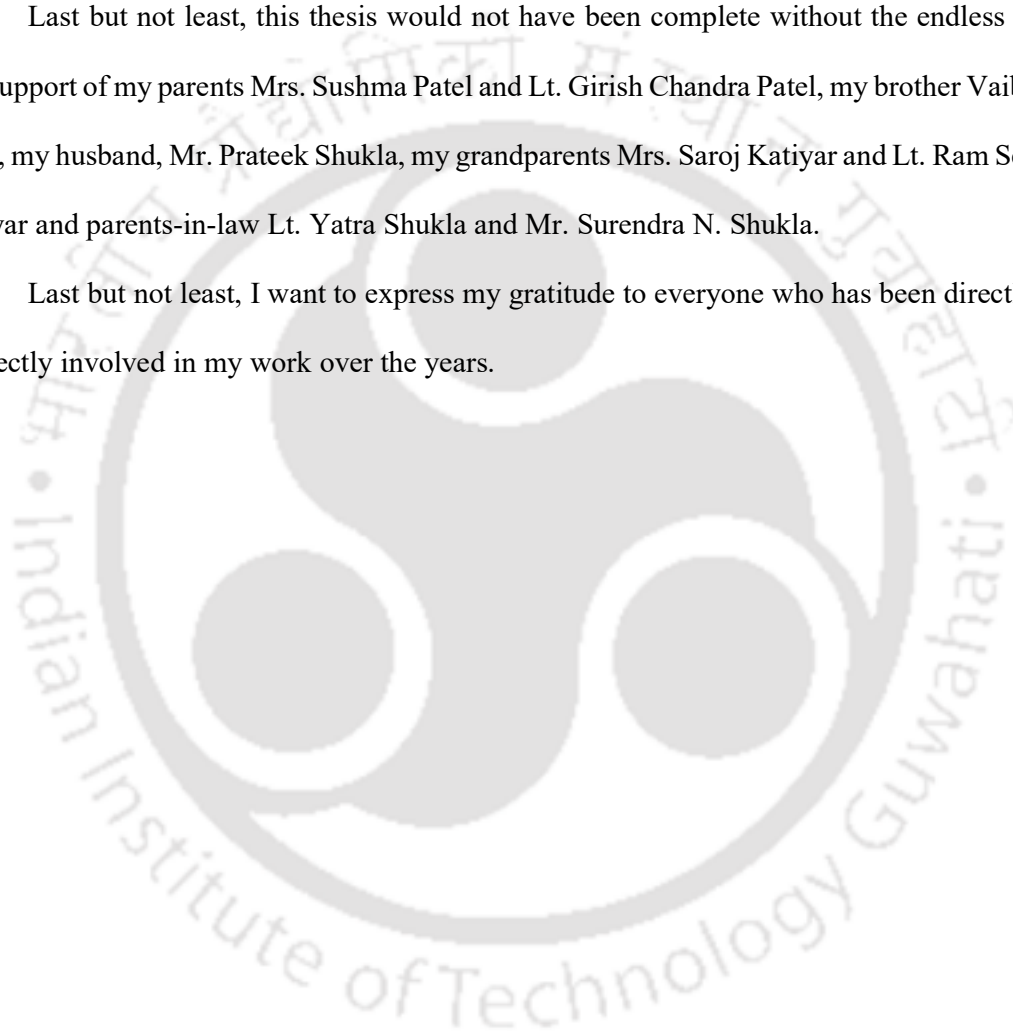 Last but not least, this thesis would not have been complete without the endless
upport of my parents Mrs. Sushma Patel and Lt. Girish Chandra Patel, my brother Vaib
, my husband, Mr. Prateek Shukla, my grandparents Mrs. Saroj Katiyar and Lt. Ram S
yar and parents-in-law Lt. Yatra Shukla and Mr. Surendra N. Shukla.
Last but not least, I want to express my gratitude to everyone who has been direct
ectly involved in my work over the years.
भारतीय प्रौद्योगिकी संस्थान गुवाहाटी
• Indian Institute of Technology Guwahati •